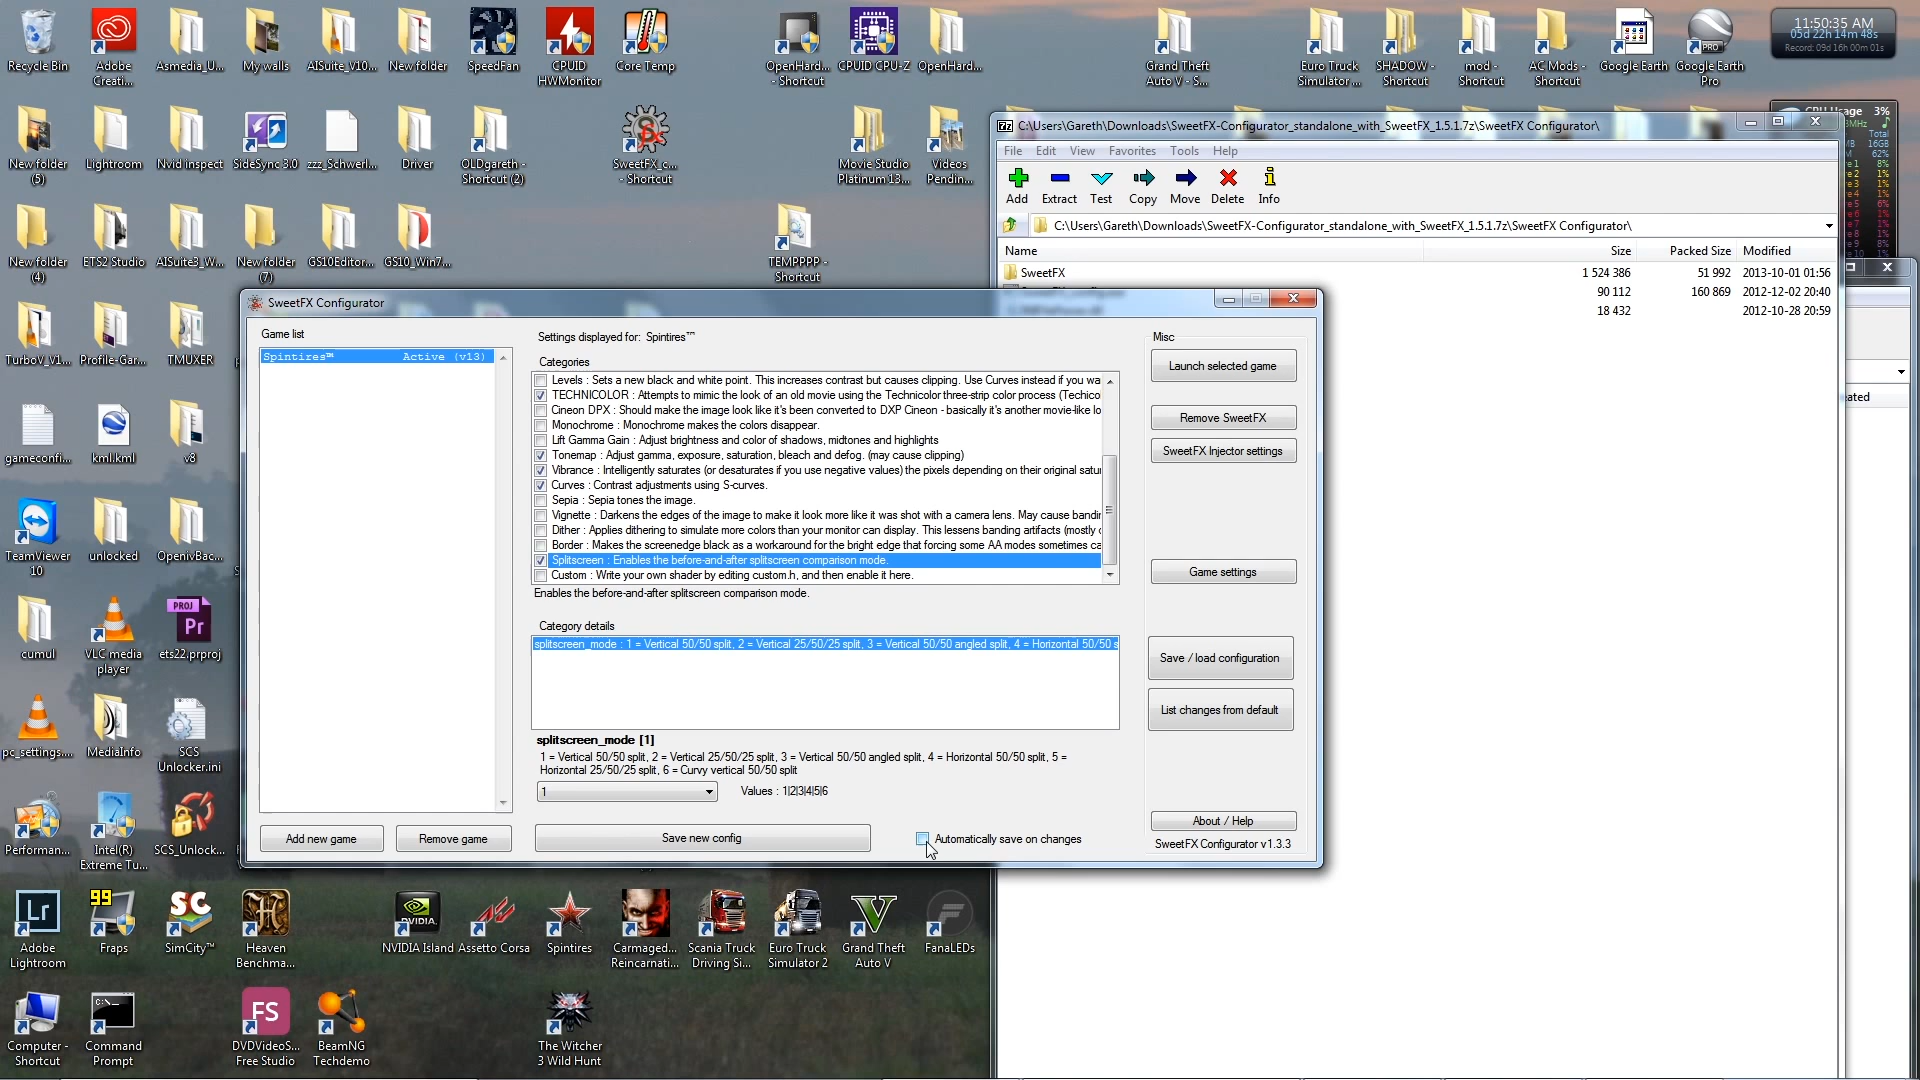 Recycle Bin
Adobe Creati...
Asmedia_U...
My walls
AISuite_V10...
New folder
SpeedFan
CPUID HWMonitor
Core Temp
OpenHard... - Shortcut
CPUID CPU-Z
OpenHard...
Grand Theft Auto V - S...
Euro Truck Simulator ...
SHADOW - Shortcut
mod - Shortcut
AC Mods - Shortcut
Google Earth
Google Earth Pro
11:50:35 AM
05d 22h 14m 48s
Record: 09d 16h 00m 01s
New folder (5)
Lightroom
Nvid inspect
SideSync 3.0
zzz_Schwerl...
Driver
OLDgareth - Shortcut (2)
SweetFX_c... - Shortcut
Movie Studio Platinum 13...
Videos Pendin...
New folder (4)
ETS2 Studio
AISuite3_W...
New folder (7)
GS10Editor...
GS10_Win7...
TEMPPPP - Shortcut
C:\Users\Gareth\Downloads\SweetFX-Configurator_standalone_with_SweetFX_1.5.1.7z\SweetFX Configurator\
File Edit View Favorites Tools Help
Add Extract Test Copy Move Delete Info
C:\Users\Gareth\Downloads\SweetFX-Configurator_standalone_with_SweetFX_1.5.1.7z\SweetFX Configurator\
Name Size Packed Size Modified
SweetFX 1 524 386 51 992 2013-10-01 01:56
90 112 160 869 2012-12-02 20:40
18 432 2012-10-28 20:59
CPU Usage 3%
Total
16GB
62%
ated
SweetFX Configurator
Game list
Spintires™ Active (v13)
Settings displayed for: Spintires™
Categories
Levels : Sets a new black and white point. This increases contrast but causes clipping. Use Curves instead if you wa
TECHNICOLOR : Attempts to mimic the look of an old movie using the Technicolor three-strip color process (Techicol
Cineon DPX : Should make the image look like it's been converted to DXP Cineon - basically it's another movie-like lo
Monochrome : Monochrome makes the colors disappear.
Lift Gamma Gain : Adjust brightness and color of shadows, midtones and highlights
Tonemap : Adjust gamma, exposure, saturation, bleach and defog. (may cause clipping)
Vibrance : Intelligently saturates (or desaturates if you use negative values) the pixels depending on their original satur
Curves : Contrast adjustments using S-curves.
Sepia : Sepia tones the image.
Vignette : Darkens the edges of the image to make it look more like it was shot with a camera lens. May cause bandin
Dither : Applies dithering to simulate more colors than your monitor can display. This lessens banding artifacts (mostly c
Border : Makes the screenedge black as a workaround for the bright edge that forcing some AA modes sometimes ca
Splitscreen : Enables the before-and-after splitscreen comparison mode.
Custom : Write your own shader by editing custom.h, and then enable it here.
Enables the before-and-after splitscreen comparison mode.
Category details
splitscreen_mode : 1 = Vertical 50/50 split, 2 = Vertical 25/50/25 split, 3 = Vertical 50/50 angled split, 4 = Horizontal 50/50 s
splitscreen_mode [1]
1 = Vertical 50/50 split, 2 = Vertical 25/50/25 split, 3 = Vertical 50/50 angled split, 4 = Horizontal 50/50 split, 5 =
Horizontal 25/50/25 split, 6 = Curvy vertical 50/50 split
1
Values : 1|2|3|4|5|6
Add new game
Remove game
Save new config
Automatically save on changes
Misc
Launch selected game
Remove SweetFX
SweetFX Injector settings
Game settings
Save / load configuration
List changes from default
About / Help
SweetFX Configurator v1.3.3
TurboV_V1...
Profile-Gar...
TMUXER
gameconfi...
kml.kml
v8
TeamViewer 10
unlocked
OpenivBac...
cumul
VLC media player
PROJ
Pr
ets22.prproj
pc_settings....
MediaInfo
SCS Unlocker.ini
Performan...
Intel(R) Extreme Tu...
SCS_Unlock...
Lr
Adobe Lightroom
99
Fraps
SC
SimCity™
Heaven Benchma...
NVIDIA
NVIDIA Island
Assetto Corsa
Spintires
Carmaged... Reincarnati...
Scania Truck Driving Si...
Euro Truck Simulator 2
Grand Theft Auto V
FanaLEDs
Computer - Shortcut
Command Prompt
FS
DVDVideoS... Free Studio
BeamNG Techdemo
The Witcher 3 Wild Hunt